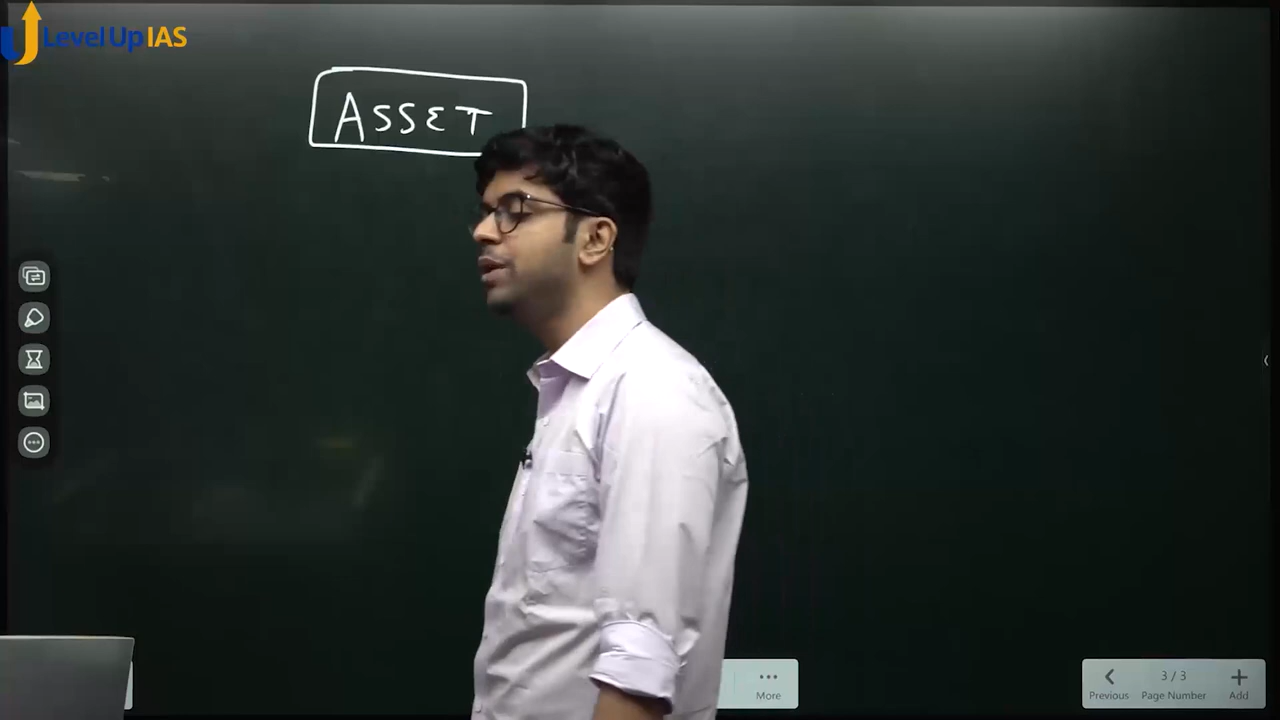 Level Up IAS
ASSET
More
Previous
3 / 3
Page Number
Add